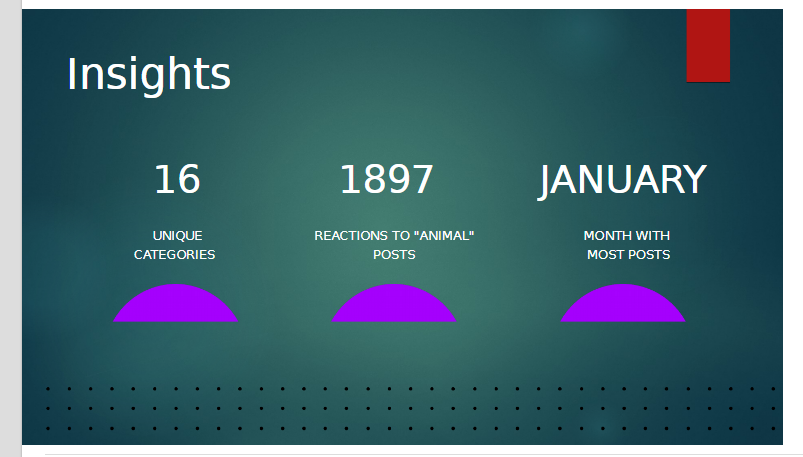 Insights
16
1897
JANUARY
UNIQUE
CATEGORIES
REACTIONS TO "ANIMAL"
POSTS
MONTH WITH
MOST POSTS